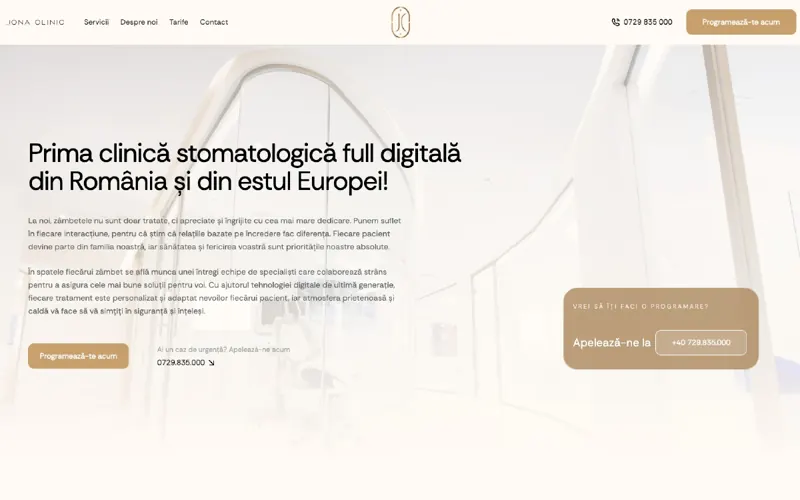 JONA CLINIC
Servicii
Despre noi
Tarife
Contact
JC
0729 835 000
Programează-te acum
Prima clinică stomatologică full digitală
din România și din estul Europei!
La noi, zâmbetele nu sunt doar tratate, ci apreciate și îngrijite cu cea mai mare dedicare. Punem suflet
în fiecare interacțiune, pentru că știm că relațiile bazate pe încredere fac diferența. Fiecare pacient
devine parte din familia noastră, iar sănătatea și fericirea voastră sunt prioritățile noastre absolute.
În spatele fiecărui zâmbet se află munca unei întregi echipe de specialiști care colaborează strâns
pentru a asigura cele mai bune soluții pentru voi. Cu ajutorul tehnologiei digitale de ultimă generație,
fiecare tratament este personalizat și adaptat nevoilor fiecărui pacient, iar atmosfera prietenoasă și
caldă vă face să vă simțiți în siguranță și înțeleși.
Programează-te acum
Ai un caz de urgență? Apelează-ne acum
0729.835.000
VREI SĂ ÎȚI FACI O PROGRAMARE?
Apelează-ne la
+40 729.835.000